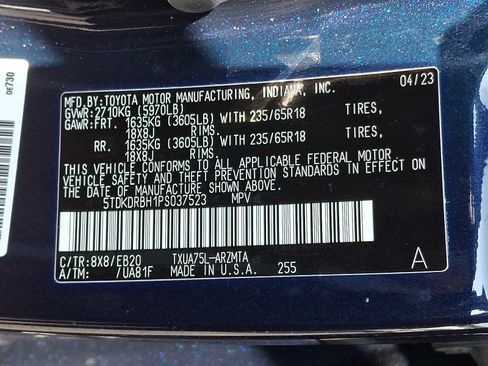 0E730
MFD.BY:TOYOTA MOTOR MANUFACTURING, INDIANA, INC. 04/23
GVWR:2710KG (5970LB)
GAWR:FRT. 1635KG (3605LB) WITH 235/65R18 TIRES,
18X8J RIMS.
RR. 1635KG (3605LB) WITH 235/65R18 TIRES,
18X8J RIMS.
THIS VEHICLE CONFORMS TO ALL APPLICABLE FEDERAL MOTOR
VEHICLE SAFETY AND THEFT PREVENTION STANDARDS IN EFFECT ON THE
DATE OF MANUFACTURE SHOWN ABOVE.
5TDKDRBH1PS037523 MPV
C/TR:8X8/EB20 TXUA75L-ARZMTA
A/TM: /UA81F MADE IN U.S.A. 255 A